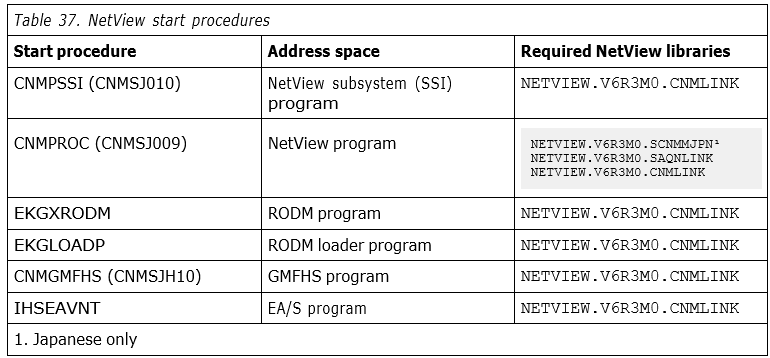 Table 37. NetView start procedures
Start procedure Address space Required NetView libraries
CNMPSSI (CNMSJ010) NetView subsystem (SSI) NETVIEW.V6R3M0.CNMLINK
program
CNMPROC (CNMSJ009) NetView program NETVIEW.V6R3M0.SCNMMJPN¹
NETVIEW.V6R3M0.SAQNLINK
NETVIEW.V6R3M0.CNMLINK
EKGXRODM RODM program NETVIEW.V6R3M0.CNMLINK
EKGLOADP RODM loader program NETVIEW.V6R3M0.CNMLINK
CNMGMFHS (CNMSJH10) GMFHS program NETVIEW.V6R3M0.CNMLINK
IHSEAVNT EA/S program NETVIEW.V6R3M0.CNMLINK
1. Japanese only